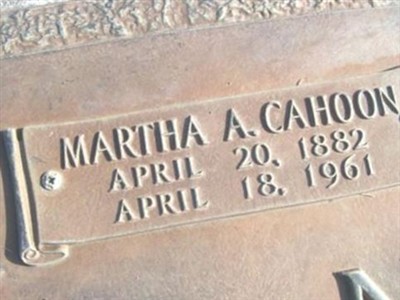 MARTHA A. CAHOON
APRIL 20, 1882
APRIL 18, 1961